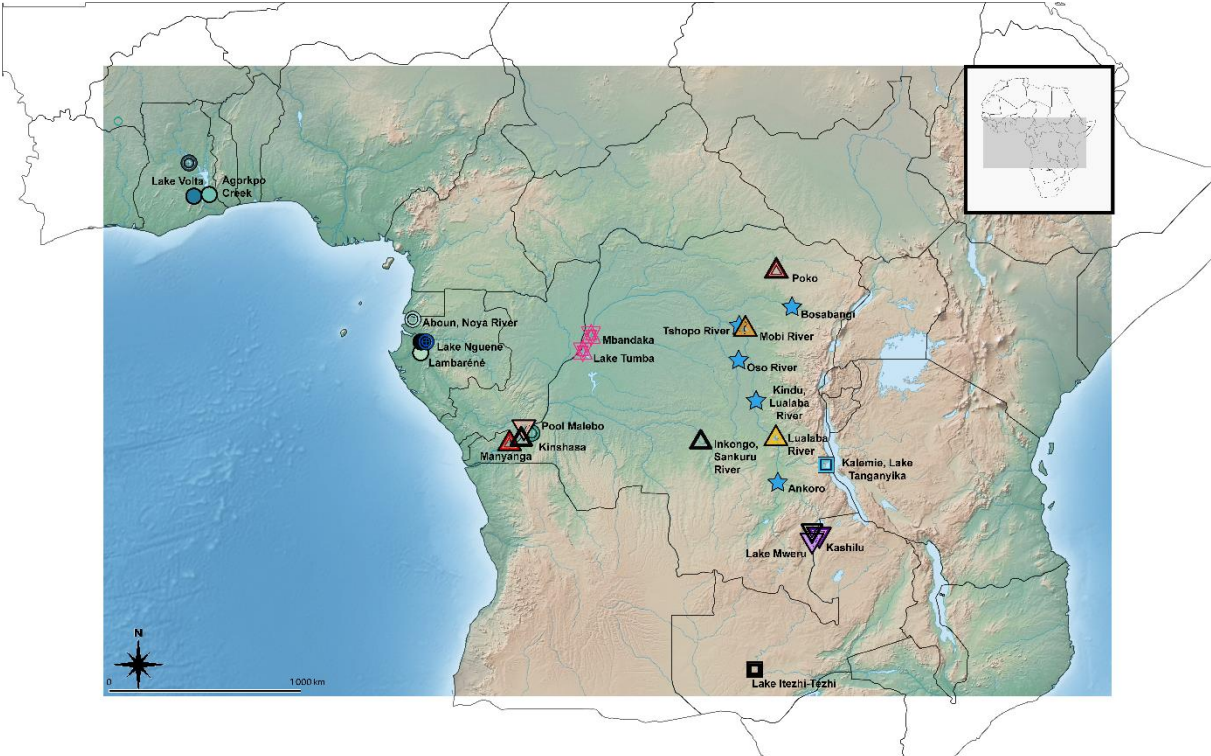 Lake Volta
Agprkpo
Creek
Poko
Bosabangi
Aboun, Noya River
Tshopo River
Mobi River
Mbandaka
Lake Nguene
Lake Tumba
Lambaréné
Oso River
Kindu,
Lualaba
River
Pool Malebo
Kinshasa
Manyanga
Inkongo,
Sankuru
River
Lualaba
River
Kalemie, Lake
Tanganyika
Ankoro
Lake Mweru
Kashilu
N
Lake Itezhi-Tezhi
0
1000 km